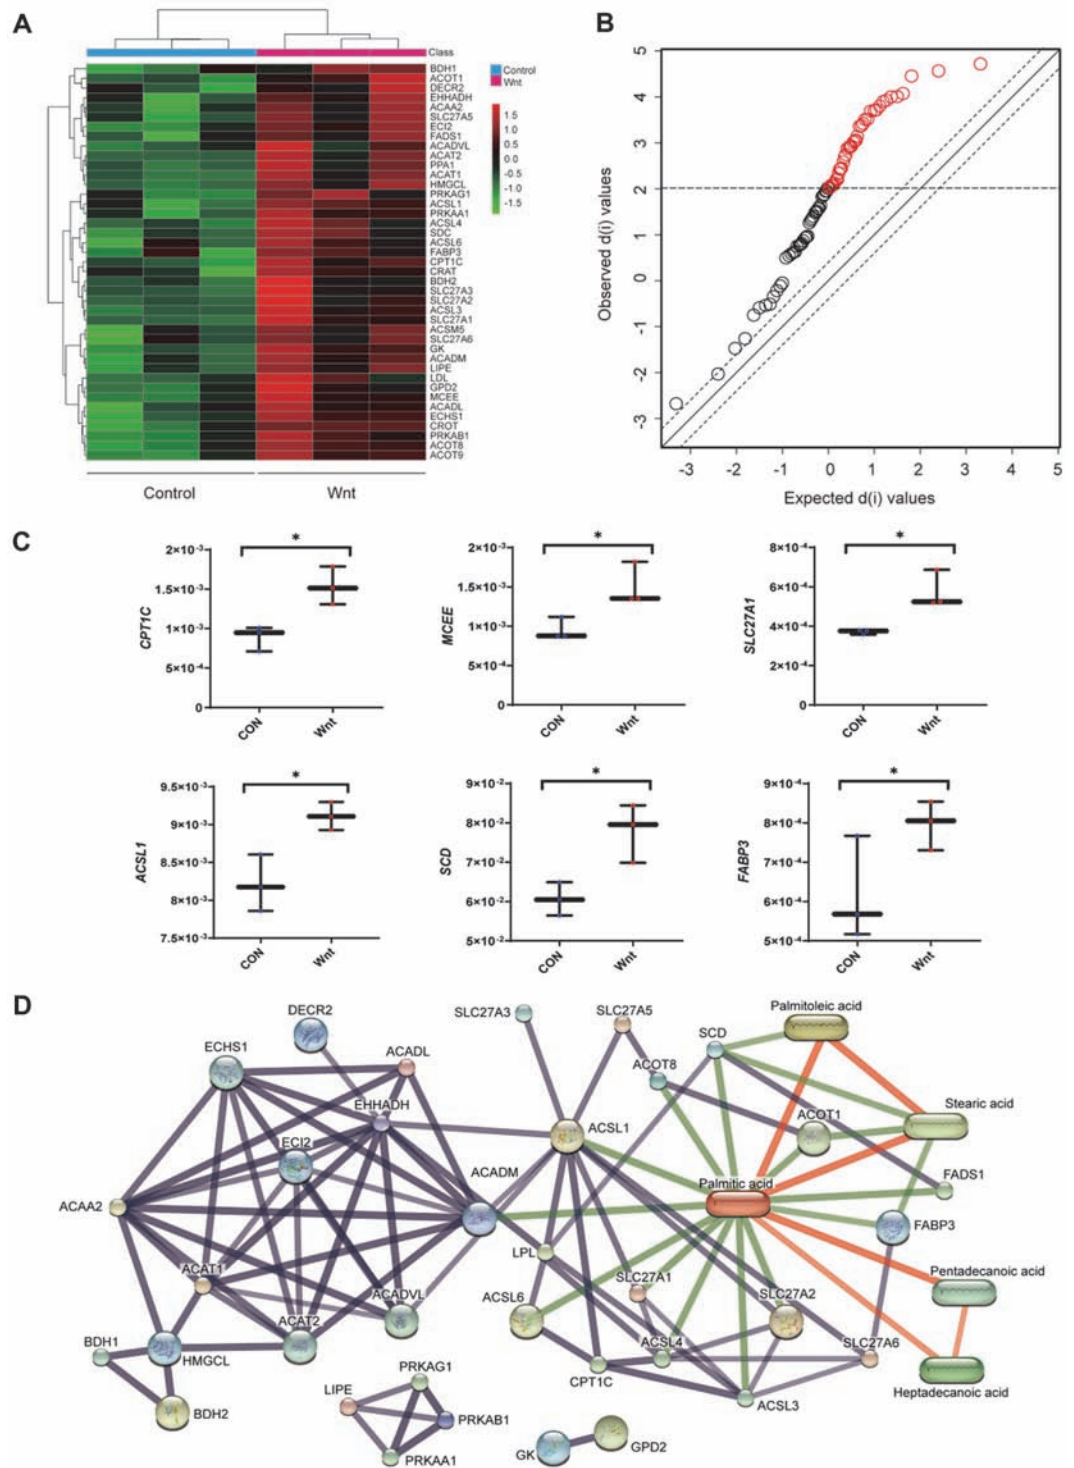 A
Class
BDH1
ACOT1
DECR2
EHHADH
ACAA2
SLC27A5
ECI2
FADS1
ACADVL
ACAT2
PPA1
ACAT1
HMGCL
PRKAG1
ACSL1
PRKAA1
ACSL4
SDC
ACSL6
FABP3
CPT1C
CRAT
BDH2
SLC27A3
SLC27A2
ACSL3
SLC27A1
ACSM5
SLC27A6
GK
ACADM
LIPE
LDL
GPD2
MCEE
ACADL
ECHS1
CROT
PRKAB1
ACOT8
ACOT9
Control
Wnt
1.5
1.0
0.5
0.0
-0.5
-1.0
-1.5
Control Wnt
B
Observed d(i) values
5
4
3
2
1
0
-1
-2
-3
-3 -2 -1 0 1 2 3 4 5
Expected d(i) values
C
CPT1C
2×10⁻³
1.5×10⁻³
1×10⁻³
5×10⁻⁴
0
CON Wnt
*
MCEE
2×10⁻³
1.5×10⁻³
1×10⁻³
5×10⁻⁴
0
CON Wnt
*
SLC27A1
8×10⁻⁴
6×10⁻⁴
4×10⁻⁴
2×10⁻⁴
0
CON Wnt
*
ACSL1
9.5×10⁻³
9×10⁻³
8.5×10⁻³
8×10⁻³
7.5×10⁻³
CON Wnt
*
SCD
9×10⁻²
8×10⁻²
7×10⁻²
6×10⁻²
5×10⁻²
CON Wnt
*
FABP3
9×10⁻⁴
8×10⁻⁴
7×10⁻⁴
6×10⁻⁴
5×10⁻⁴
CON Wnt
*
D
DECR2
ECHS1
ACADL
EHHADH
ECI2
ACADM
ACAA2
ACAT1
ACADVL
ACAT2
BDH1
HMGCL
BDH2
PRKAG1
LIPE
PRKAB1
PRKAA1
GK
GPD2
SLC27A3
SLC27A5
SCD
Palmitoleic acid
ACOT8
ACOT1
Stearic acid
ACSL1
FADS1
Palmitic acid
FABP3
LPL
SLC27A1
Pentadecanoic acid
ACSL6
SLC27A2
ACSL4
SLC27A6
CPT1C
ACSL3
Heptadecanoic acid